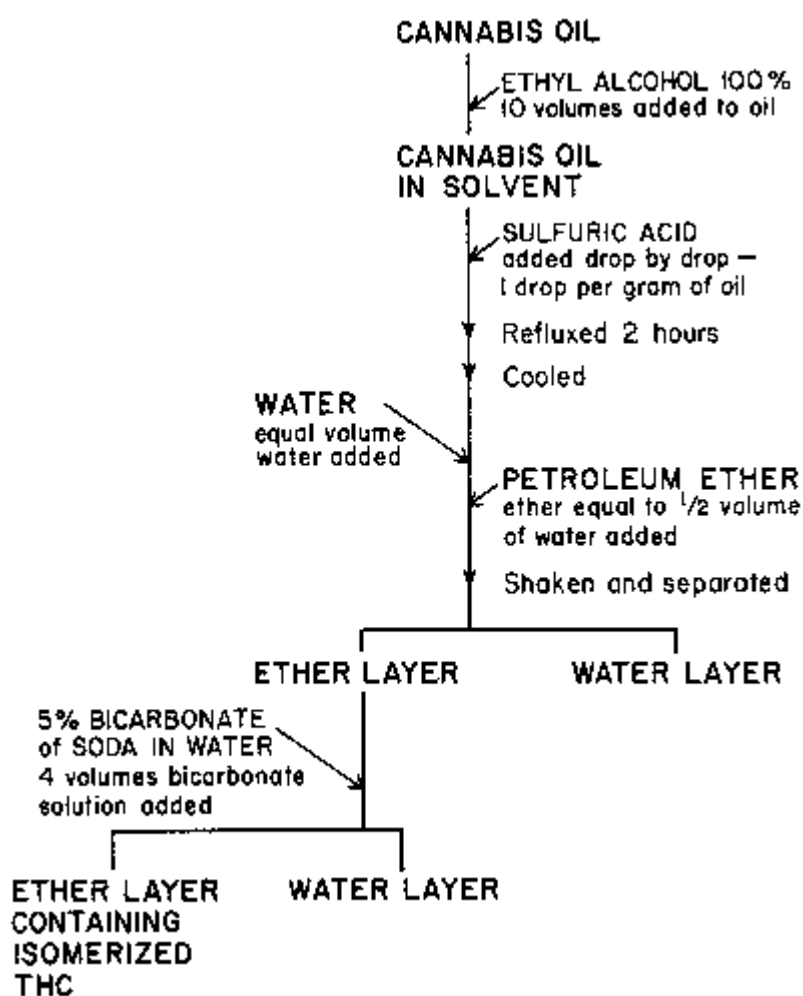 CANNABIS OIL
ETHYL ALCOHOL 100%
10 volumes added to oil
CANNABIS OIL
IN SOLVENT
SULFURIC ACID
added drop by drop –
1 drop per gram of oil
Refluxed 2 hours
Cooled
WATER
equal volume
water added
PETROLEUM ETHER
ether equal to 1/2 volume
of water added
Shaken and separated
ETHER LAYER
WATER LAYER
5% BICARBONATE
of SODA IN WATER
4 volumes bicarbonate
solution added
ETHER LAYER
CONTAINING
ISOMERIZED
THC
WATER LAYER